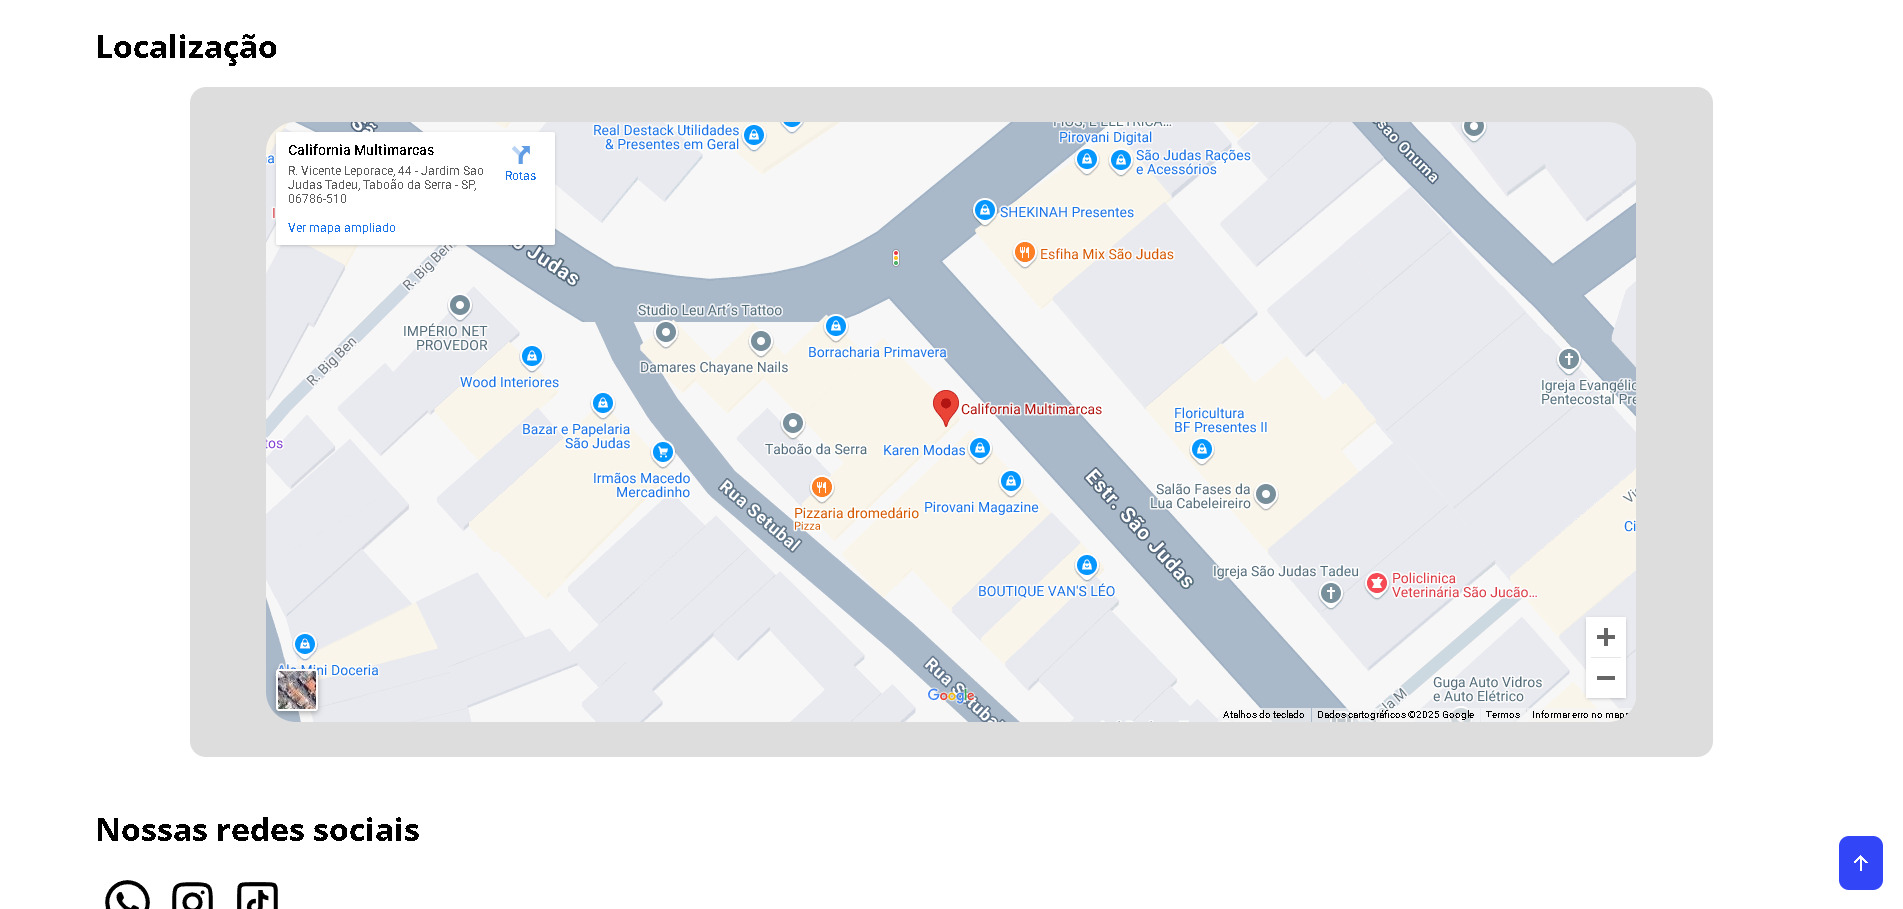 Localização
California Multimarcas
R. Vicente Leporace, 44 - Jardim Sao
Judas Tadeu, Taboão da Serra - SP,
06786-510
Rotas
Ver mapa ampliado
Real Destack Utilidades
& Presentes em Geral
Pirovani Digital
São Judas Rações
e Acessórios
SHEKINAH Presentes
Esfiha Mix São Judas
Judas
R. Big Ben
R. Big Ben
IMPÉRIO NET
PROVEDOR
Wood Interiores
Studio Leu Art's Tattoo
Damares Chayane Nails
Borracharia Primavera
Bazar e Papelaria
São Judas
Irmãos Macedo
Mercadinho
Taboão da Serra
California Multimarcas
Karen Modas
Pizzaria dromedário
Pizza
Pirovani Magazine
Rua Setubal
Estr. São Judas
Floricultura
BF Presentes II
Salão Fases da
Lua Cabeleireiro
Igreja Evangélic
Pentecostal Pre
BOUTIQUE VAN'S LÉO
Igreja São Judas Tadeu
Policlinica
Veterinária São Jucão...
Mini Doceria
Rua Setubal
Google
Guga Auto Vidros
e Auto Elétrico
Atalhos do teclado
Dados cartográficos ©2025 Google
Termos
Informar erro no mapa
Nossas redes sociais